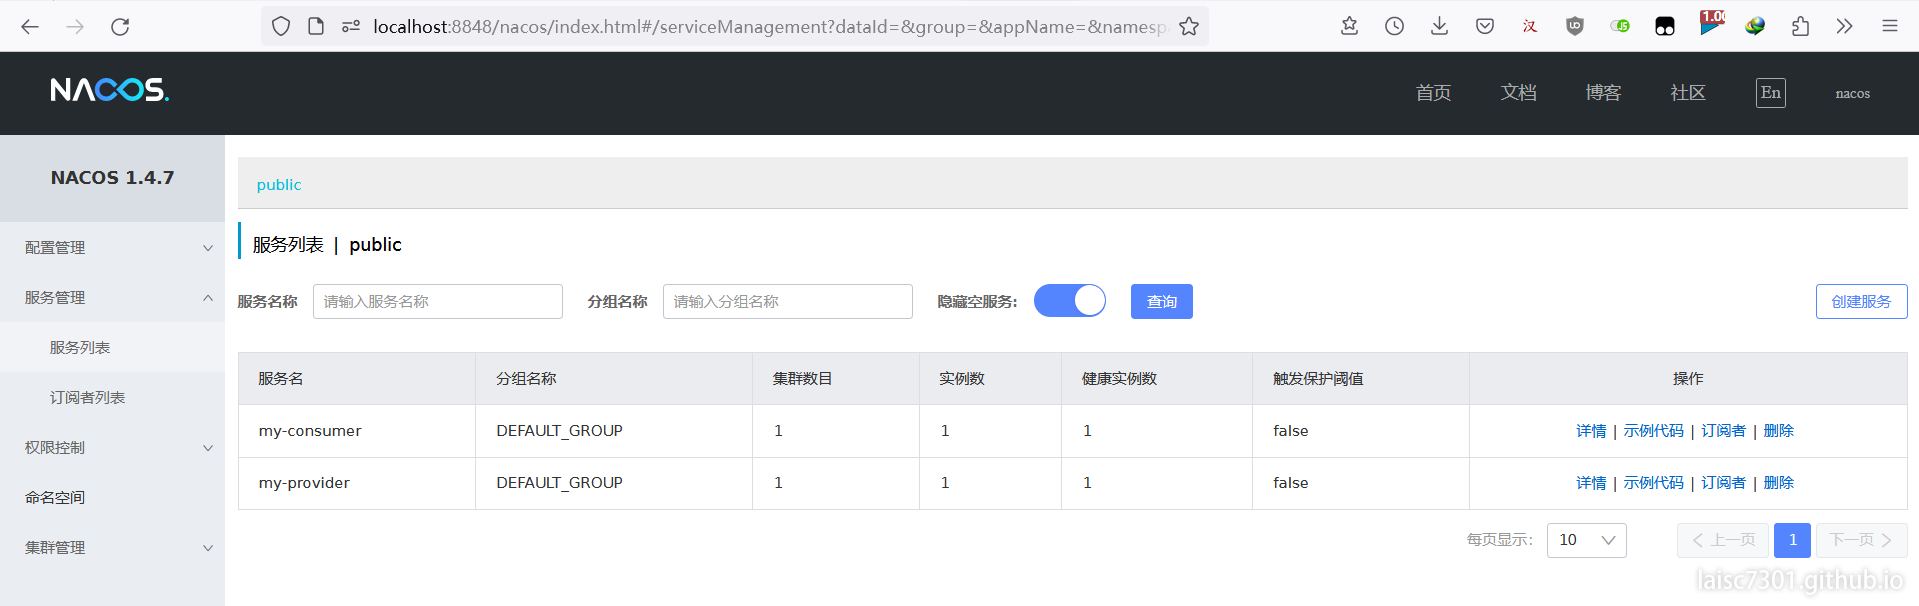 localhost:8848/nacos/index.html#/serviceManagement?dataId=&group=&appName=&namesp
汉 1.0
NACOS.
首页 文档 博客 社区 En nacos
NACOS 1.4.7
public
配置管理
服务列表 | public
服务管理
服务名称 请输入服务名称 分组名称 请输入分组名称 隐藏空服务: 查询 创建服务
服务列表
服务名 分组名称 集群数目 实例数 健康实例数 触发保护阈值 操作
订阅者列表
my-consumer DEFAULT_GROUP 1 1 1 false 详情 | 示例代码 | 订阅者 | 删除
权限控制
my-provider DEFAULT_GROUP 1 1 1 false 详情 | 示例代码 | 订阅者 | 删除
命名空间
集群管理
每页显示: 10 上一页 1 下一页
laisc7301.github.io